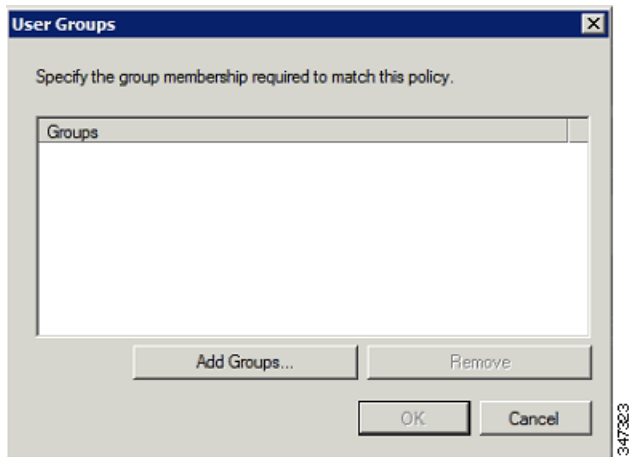 User Groups
Specify the group membership required to match this policy.
Groups
Add Groups...
Remove
OK
Cancel
347323